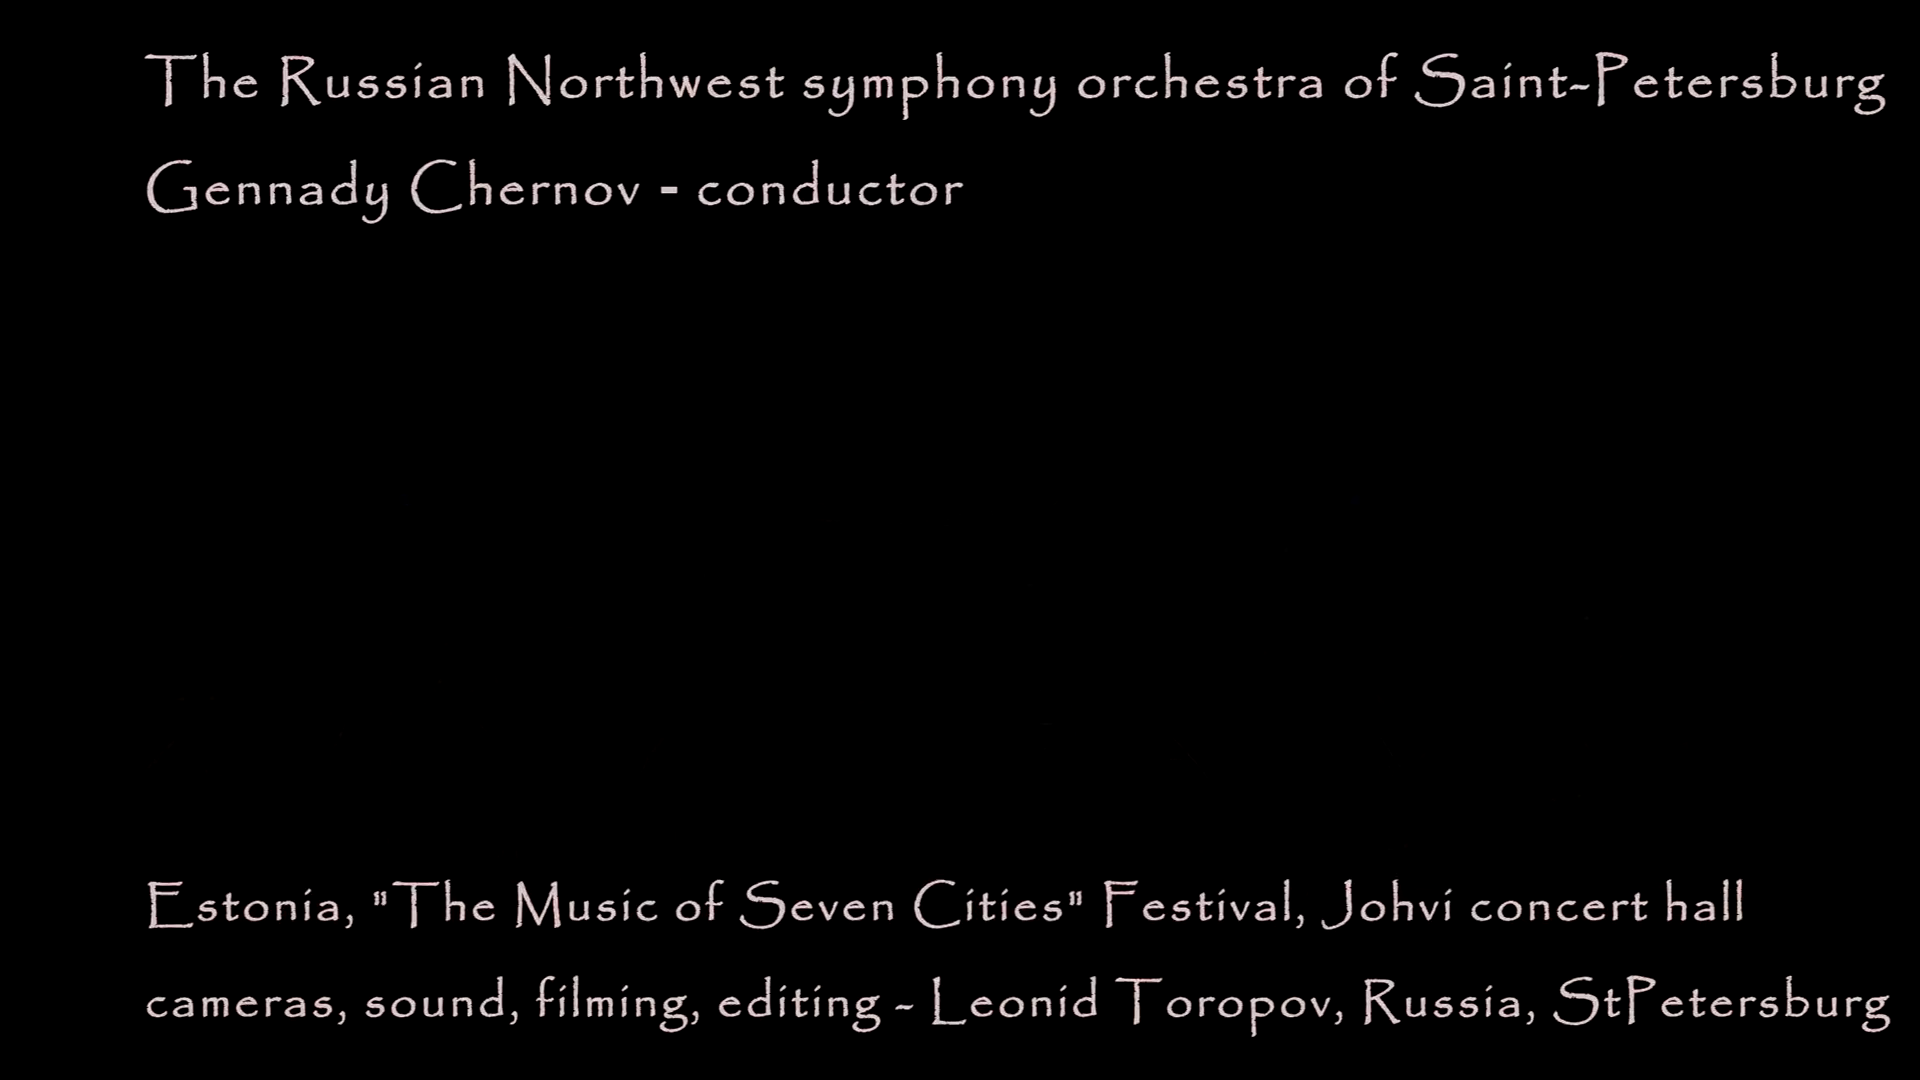 The Russian Northwest symphony orchestra of Saint-Petersburg
Gennady Chernov - conductor
Estonia, "The Music of Seven Cities" Festival, Johvi concert hall
cameras, sound, filming, editing - Leonid Toropov, Russia, StPetersburg